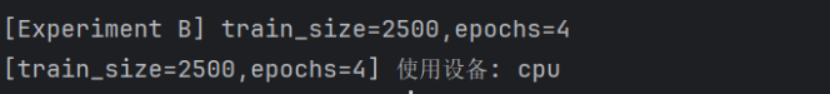 [Experiment B] train_size=2500,epochs=4
[train_size=2500,epochs=4] 使用设备: cpu